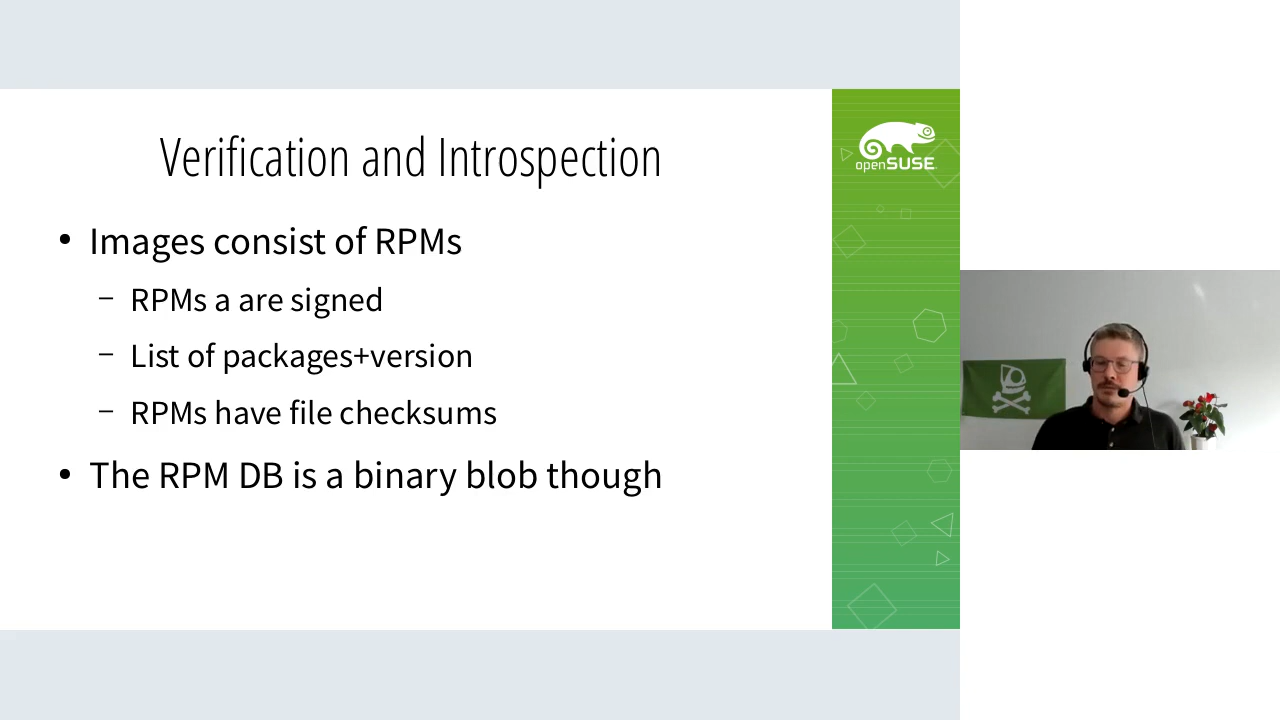 Verification and Introspection
• Images consist of RPMs
– RPMs a are signed
– List of packages+version
– RPMs have file checksums
• The RPM DB is a binary blob though
openSUSE